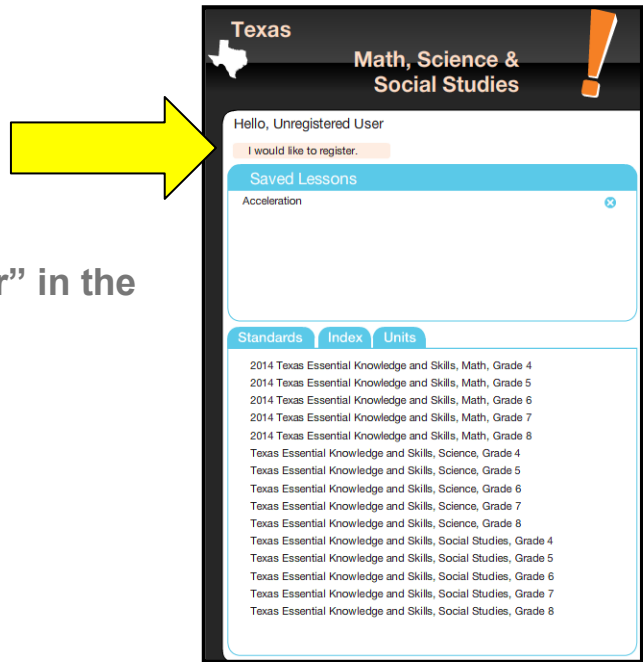 Texas
Math, Science &
Social Studies
!
Hello, Unregistered User
I would like to register.
Saved Lessons
Acceleration
r” in the
Standards Index Units
2014 Texas Essential Knowledge and Skills, Math, Grade 4
2014 Texas Essential Knowledge and Skills, Math, Grade 5
2014 Texas Essential Knowledge and Skills, Math, Grade 6
2014 Texas Essential Knowledge and Skills, Math, Grade 7
2014 Texas Essential Knowledge and Skills, Math, Grade 8
Texas Essential Knowledge and Skills, Science, Grade 4
Texas Essential Knowledge and Skills, Science, Grade 5
Texas Essential Knowledge and Skills, Science, Grade 6
Texas Essential Knowledge and Skills, Science, Grade 7
Texas Essential Knowledge and Skills, Science, Grade 8
Texas Essential Knowledge and Skills, Social Studies, Grade 4
Texas Essential Knowledge and Skills, Social Studies, Grade 5
Texas Essential Knowledge and Skills, Social Studies, Grade 6
Texas Essential Knowledge and Skills, Social Studies, Grade 7
Texas Essential Knowledge and Skills, Social Studies, Grade 8